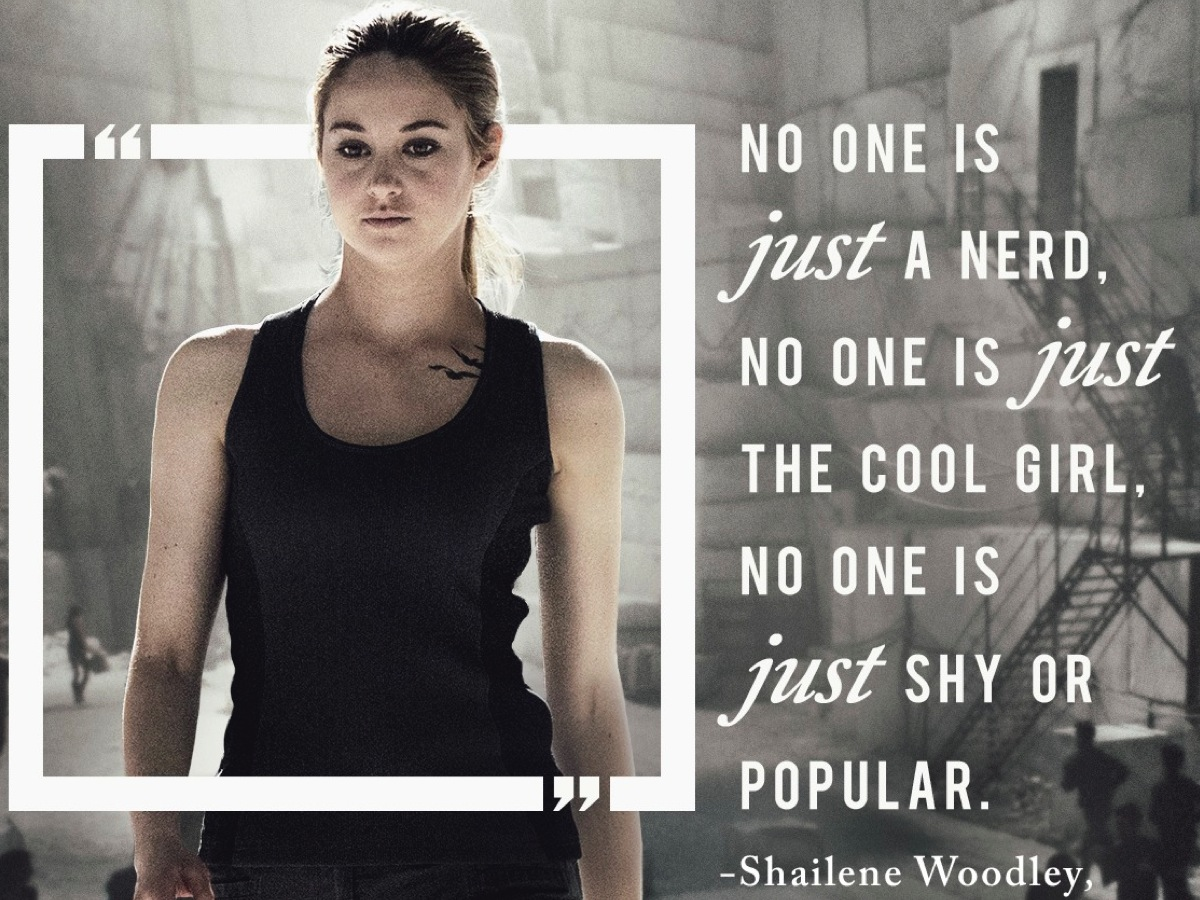 “
NO ONE IS
just A NERD,
NO ONE IS just
THE COOL GIRL,
NO ONE IS
just SHY OR
POPULAR.
”
-Shailene Woodley,